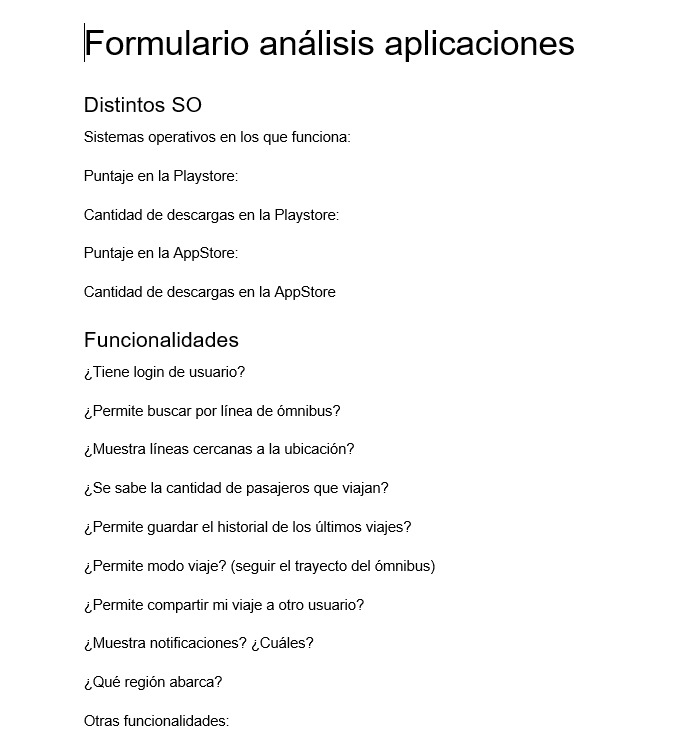 Formulario análisis aplicaciones
Distintos SO
Sistemas operativos en los que funciona:
Puntaje en la Playstore:
Cantidad de descargas en la Playstore:
Puntaje en la AppStore:
Cantidad de descargas en la AppStore
Funcionalidades
¿Tiene login de usuario?
¿Permite buscar por línea de ómnibus?
¿Muestra líneas cercanas a la ubicación?
¿Se sabe la cantidad de pasajeros que viajan?
¿Permite guardar el historial de los últimos viajes?
¿Permite modo viaje? (seguir el trayecto del ómnibus)
¿Permite compartir mi viaje a otro usuario?
¿Muestra notificaciones? ¿Cuáles?
¿Qué región abarca?
Otras funcionalidades: